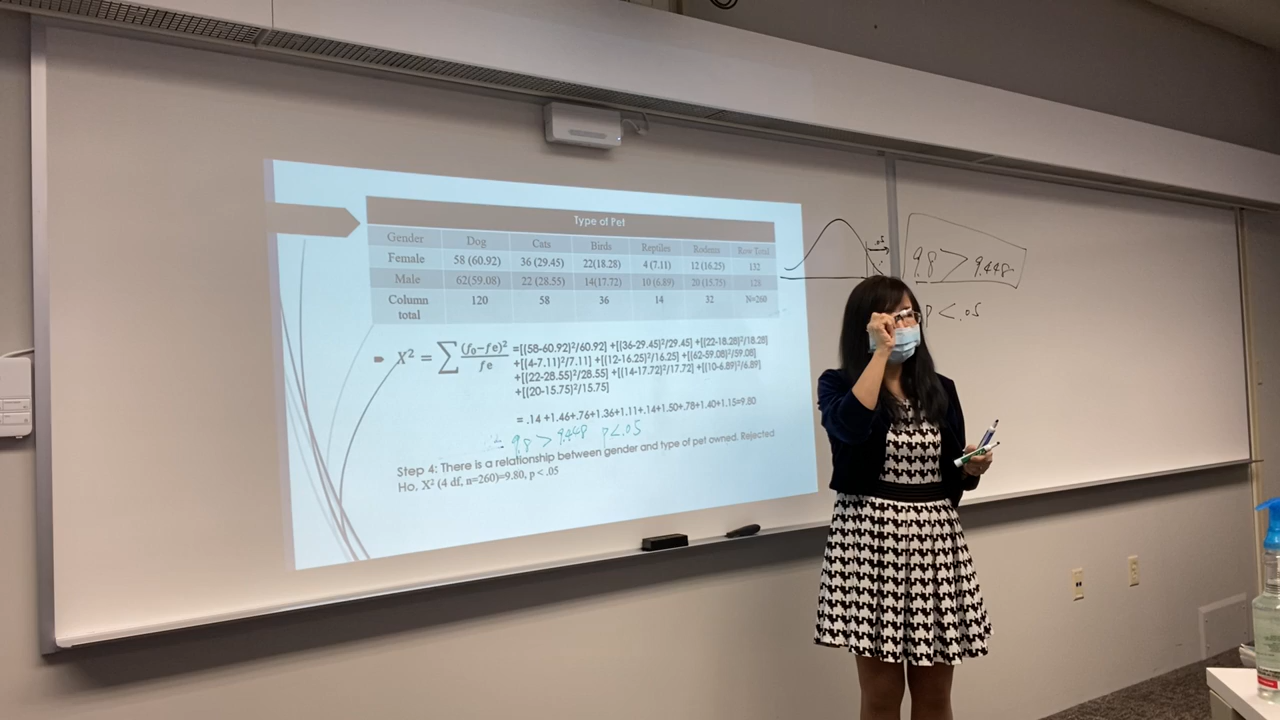 Type of Pet
Gender Dog Cats Birds Reptiles Rodents Row Total
Female 58 (60.92) 36 (29.45) 22(18.28) 4 (7.11) 12 (16.25) 132
Male 62(59.08) 22 (28.55) 14(17.72) 10 (6.89) 20 (15.75) 128
Column total 120 58 36 14 32 N=260
X² = ∑ (f₀−fe)²/fe =[(58-60.92)²/60.92] +[(36-29.45)²/29.45] +[(22-18.28)²/18.28]
+[(4-7.11)²/7.11] +[(12-16.25)²/16.25] +[(62-59.08)²/59.08]
+[(22-28.55)²/28.55] +[(14-17.72)²/17.72] +[(10-6.89)²/6.89]
+[(20-15.75)²/15.75]
= .14 +1.46+.76+1.36+1.11+.14+1.50+.78+1.40+1.15=9.80
9.8 > 9.448 p<.05
Step 4: There is a relationship between gender and type of pet owned. Rejected
Ho, X² (4 df, n=260)=9.80, p < .05
.05
9.8 > 9.448
p < .05